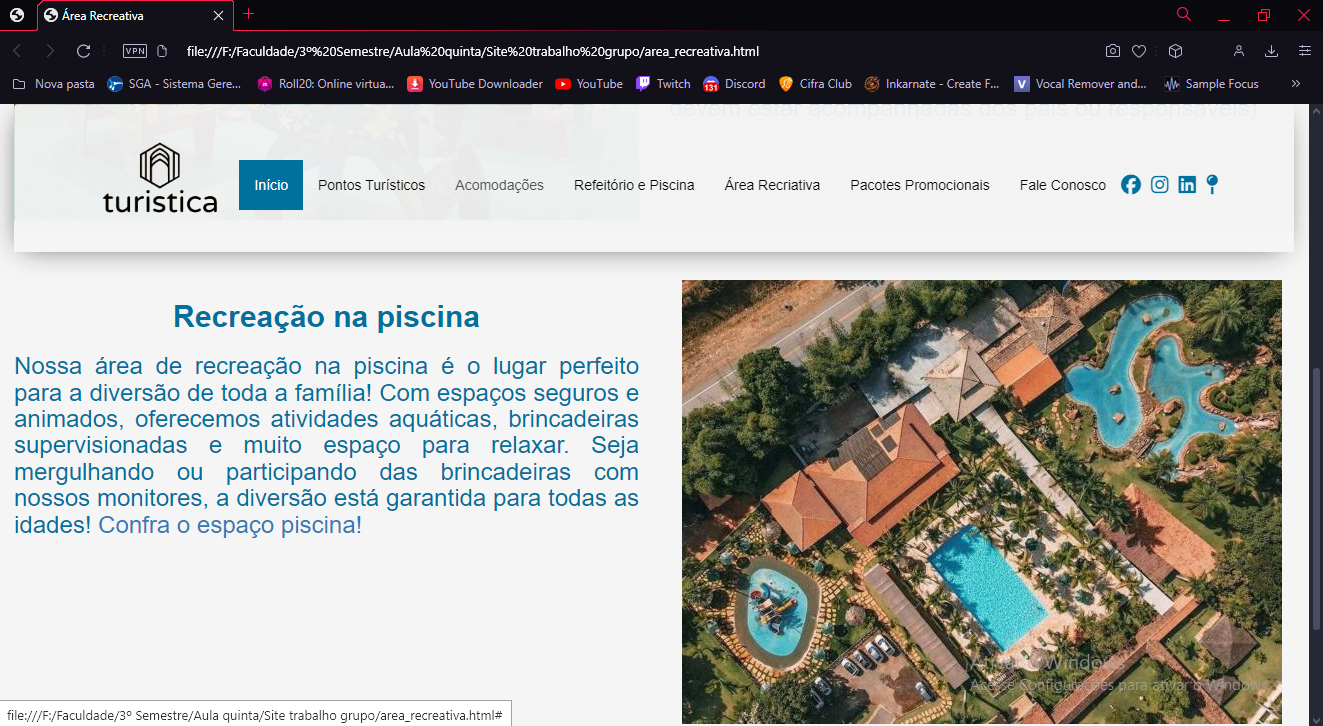 Área Recreativa
VPN
file:///F:/Faculdade/3º%20Semestre/Aula%20quinta/Site%20trabalho%20grupo/area_recreativa.html
Nova pasta
SGA - Sistema Gere...
Roll20: Online virtua...
YouTube Downloader
YouTube
Twitch
131
Discord
Cifra Club
Inkarnate - Create F...
V
Vocal Remover and...
Sample Focus
devem estar acompanhadas dos pais ou responsáveis).
turistica
Início
Pontos Turísticos
Acomodações
Refeitório e Piscina
Área Recriativa
Pacotes Promocionais
Fale Conosco
Recreação na piscina
Nossa área de recreação na piscina é o lugar perfeito
para a diversão de toda a família! Com espaços seguros e
animados, oferecemos atividades aquáticas, brincadeiras
supervisionadas e muito espaço para relaxar. Seja
mergulhando ou participando das brincadeiras com
nossos monitores, a diversão está garantida para todas as
idades! Confra o espaço piscina!
Ativar o Windows
Acesse Configurações para ativar o Windows.
file:///F:/Faculdade/3º Semestre/Aula quinta/Site trabalho grupo/area_recreativa.html#